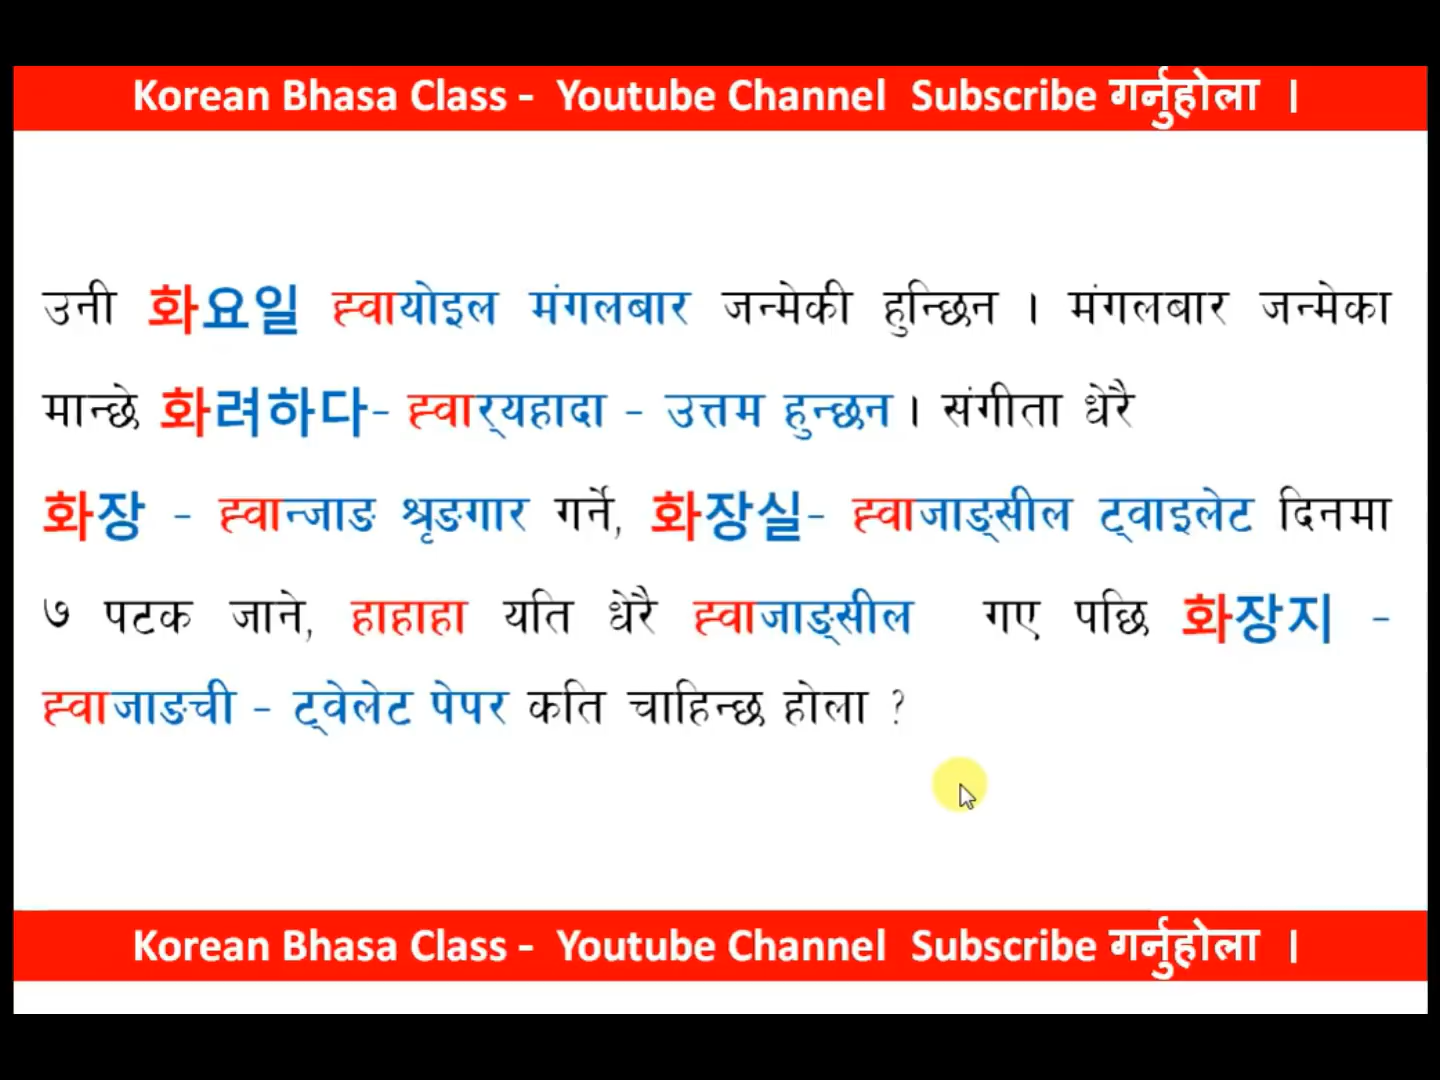 Korean Bhasa Class - Youtube Channel Subscribe गर्नुहोला ।
उनी 화요일 ह्वायोइल मंगलबार जन्मेकी हुन्छिन । मंगलबार जन्मेका
मान्छे 화려하다- ह्वार्‍यहादा - उत्तम हुन्छन । संगीता धेरै
화장 - ह्वान्जाङ श्रृङगार गर्ने, 화장실- ह्वाजाङ्सील ट्वाइलेट दिनमा
७ पटक जाने, हाहाहा यति धेरै ह्वाजाङ्सील गए पछि 화장지 -
ह्वाजाङची - ट्वेलेट पेपर कति चाहिन्छ होला ?
Korean Bhasa Class - Youtube Channel Subscribe गर्नुहोला ।